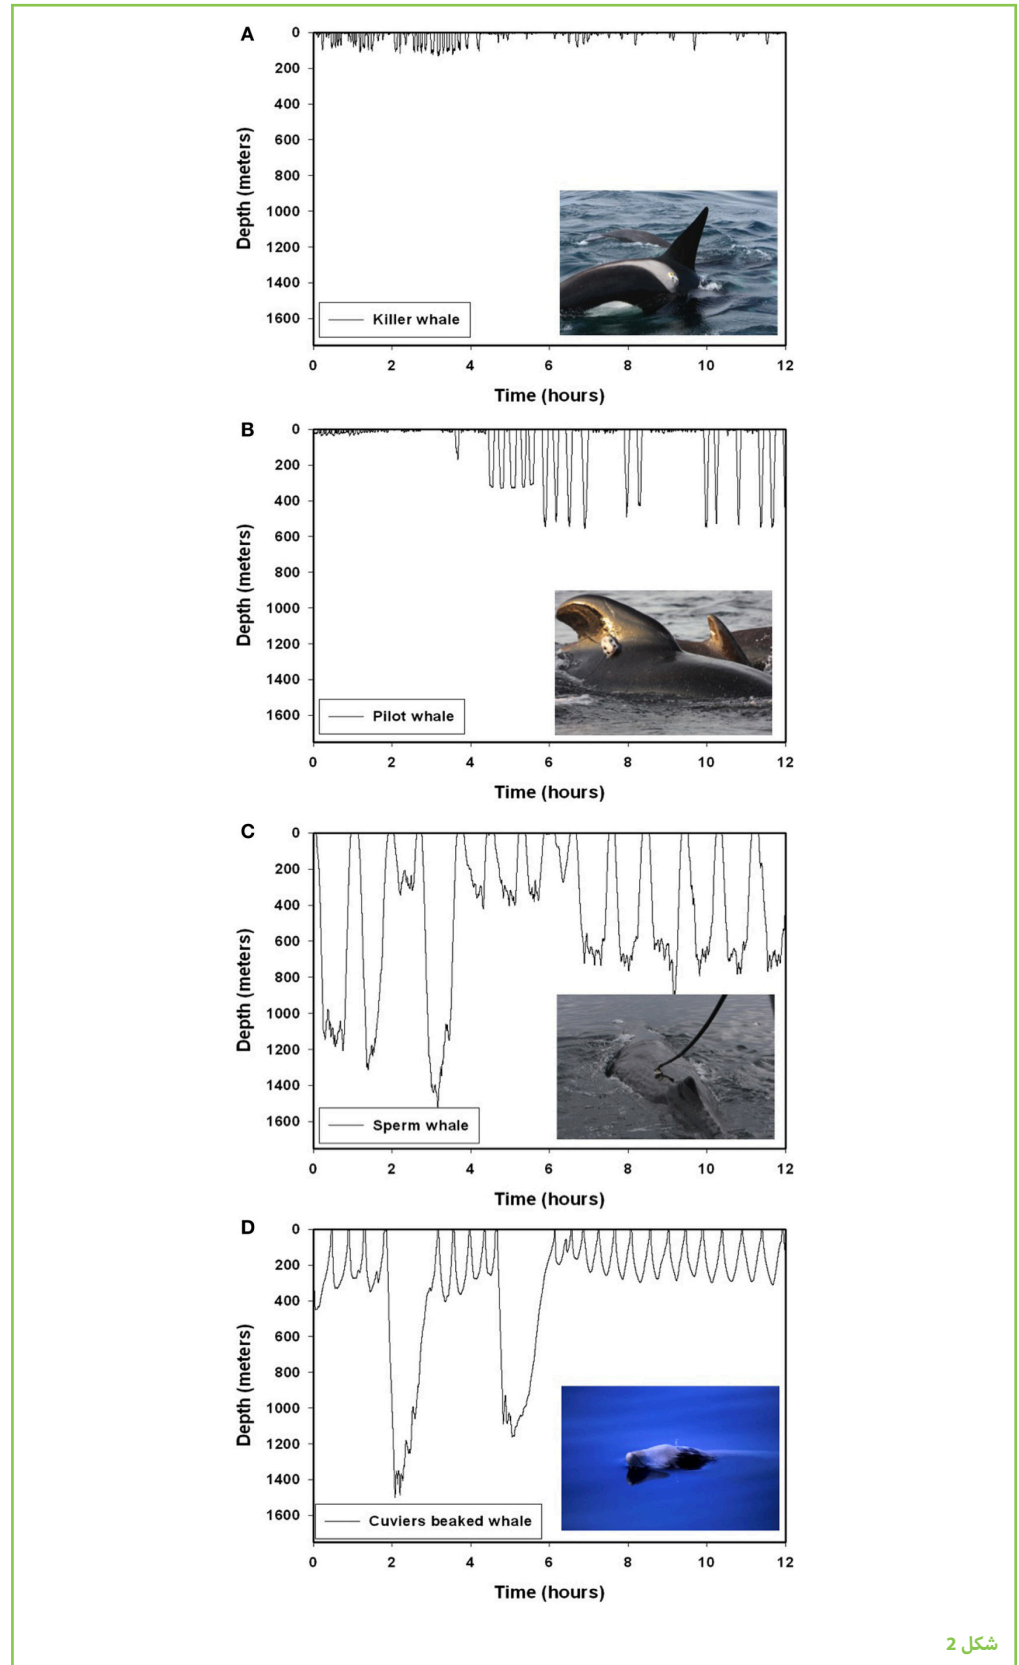 A
0
200
400
600
800
1000
1200
1400
1600
Depth (meters)
Killer whale
0 2 4 6 8 10 12
Time (hours)
B
0
200
400
600
800
1000
1200
1400
1600
Depth (meters)
Pilot whale
0 2 4 6 8 10 12
Time (hours)
C
0
200
400
600
800
1000
1200
1400
1600
Depth (meters)
Sperm whale
0 2 4 6 8 10 12
Time (hours)
D
0
200
400
600
800
1000
1200
1400
1600
Depth (meters)
Cuviers beaked whale
0 2 4 6 8 10 12
Time (hours)
شكل 2